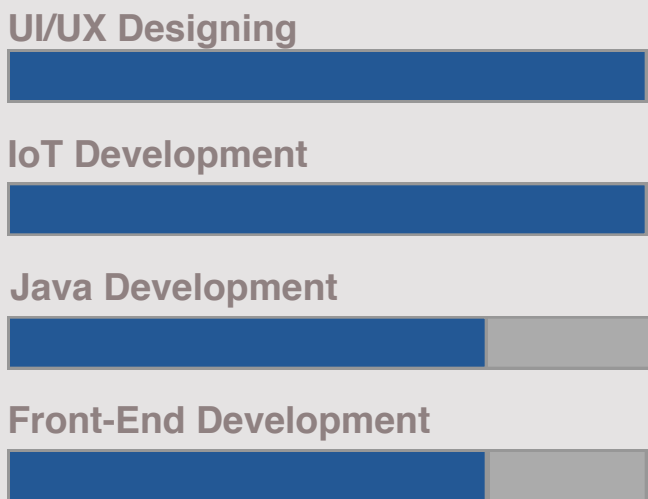 UI/UX Designing
IoT Development
Java Development
Front-End Development